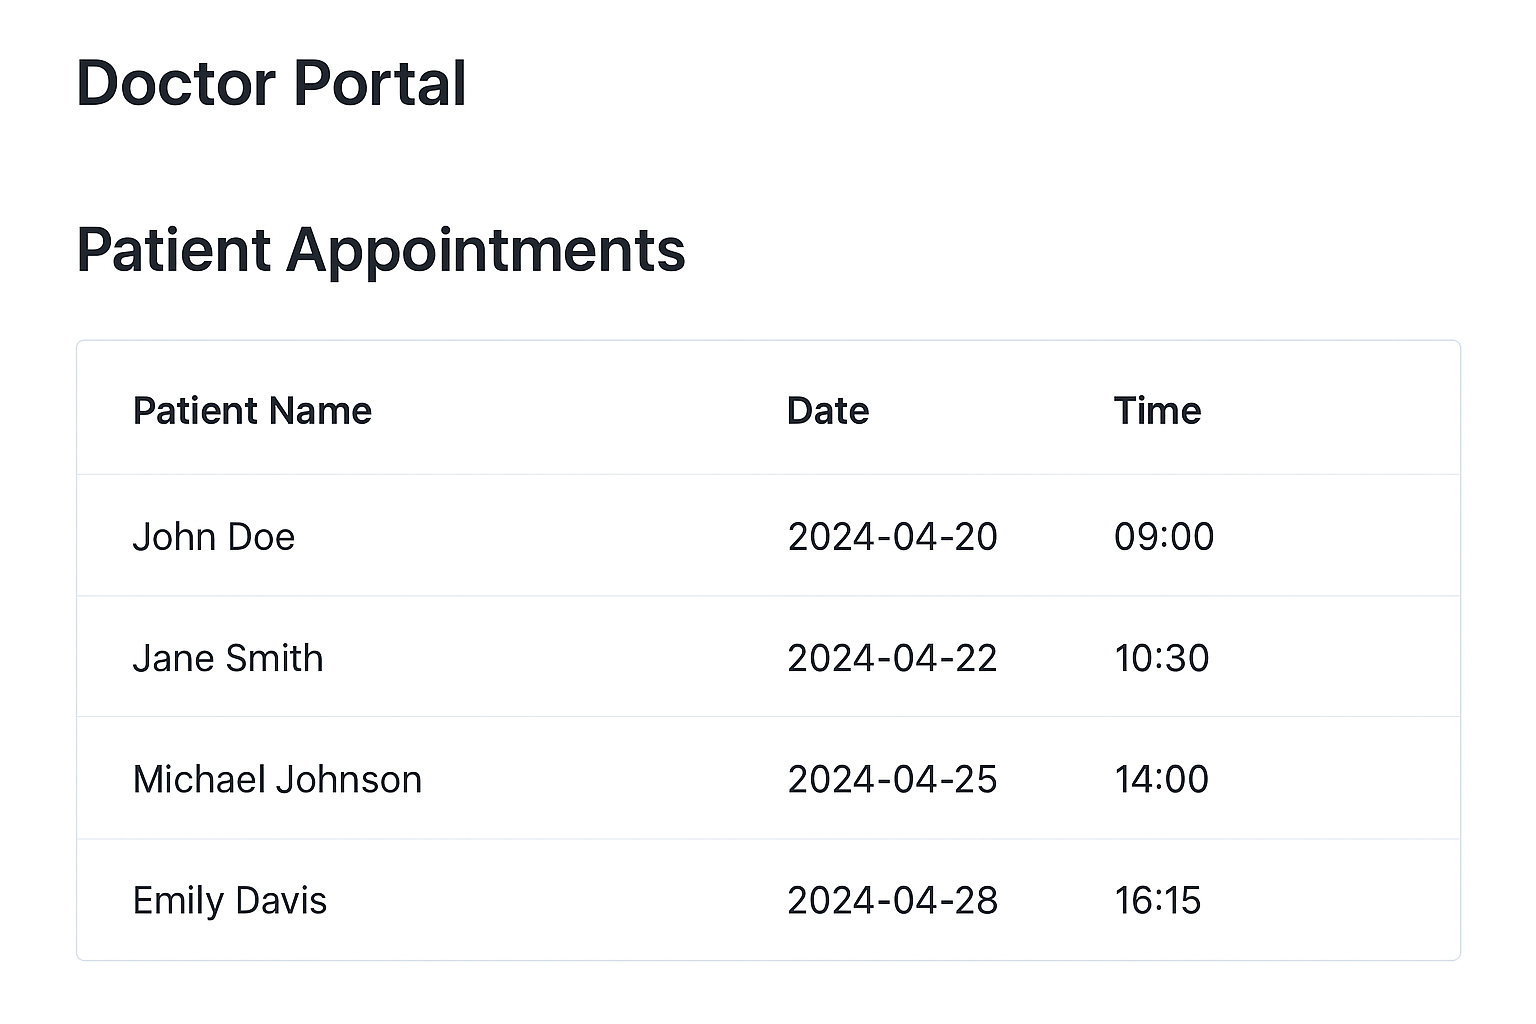 Doctor Portal
Patient Appointments
Patient Name Date Time
John Doe 2024-04-20 09:00
Jane Smith 2024-04-22 10:30
Michael Johnson 2024-04-25 14:00
Emily Davis 2024-04-28 16:15